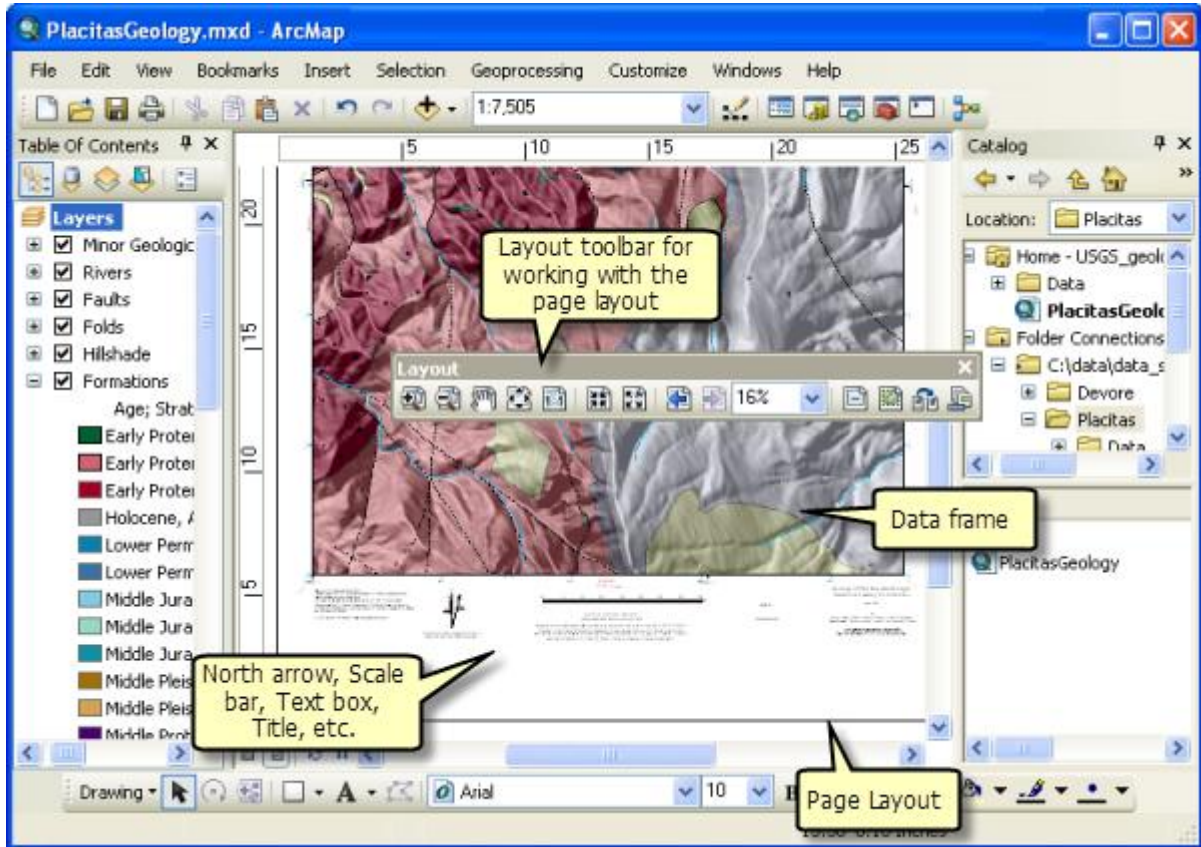 PlacitasGeology.mxd - ArcMap
File Edit View Bookmarks Insert Selection Geoprocessing Customize Windows Help
1:7,505
Table Of Contents
Layers
Minor Geologic
Rivers
Faults
Folds
Hillshade
Formations
Age; Strat
Early Proter
Early Proter
Early Proter
Holocene, A
Lower Perm
Lower Perm
Middle Jura
Middle Jura
Middle Jura
Middle Pleis
Middle Pleis
Middle Prot
5 10 15 20 25
20
15
10
5
Layout toolbar for
working with the
page layout
Layout
16%
Data frame
North arrow, Scale
bar, Text box,
Title, etc.
Page Layout
Catalog
Location: Placitas
Home - USGS_geolo
Data
PlacitasGeolo
Folder Connections
C:\data\data_s
Devore
Placitas
Data
PlacitasGeology
Drawing A Arial 10 B